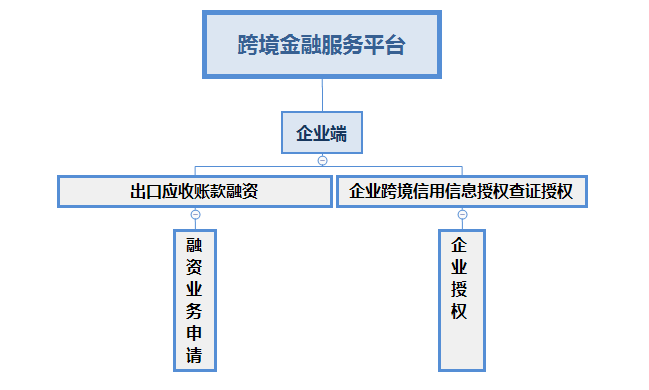 跨境金融服务平台
企业端
出口应收账款融资
企业跨境信用信息授权查证授权
融资业务申请
企业授权